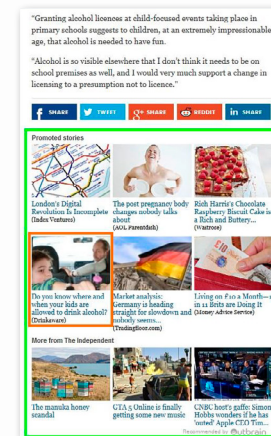 “Granting alcohol licences at child-focused events taking place in
primary schools suggests to children, at an extremely impressionable
age, that alcohol is needed to have fun.
“Alcohol is so visible elsewhere that I don't think it needs to be on
school premises as well, and I would very much support a change in
licensing to a presumption not to licence.”
SHARE
TWEET
SHARE
REDDIT
SHARE
Promoted stories
London's Digital
Revolution Is Incomplete
(Index Ventures)
The post pregnancy body
changes nobody talks
about
(AOL Parentdish)
Rich Harris's Chocolate
Raspberry Biscuit Cake is
a Rich and Buttery...
(Waitrose)
Do you know where and
when your kids are
allowed to drink alcohol?
(Drinkaware)
Market analysis:
Germany is heading
straight for slowdown and
nobody seems...
(Tradingfloor.com)
Living on £10 a Month—
in 11 Brits are Doing It
(Money Advice Service)
More from The Independent
The manuka honey
scandal
GTA 5 Online is finally
getting some new music
CNBC host's gaffe: Simon
Hobbs wonders if he has
'outed' Apple CEO Tim...
Recommended by Outbrain